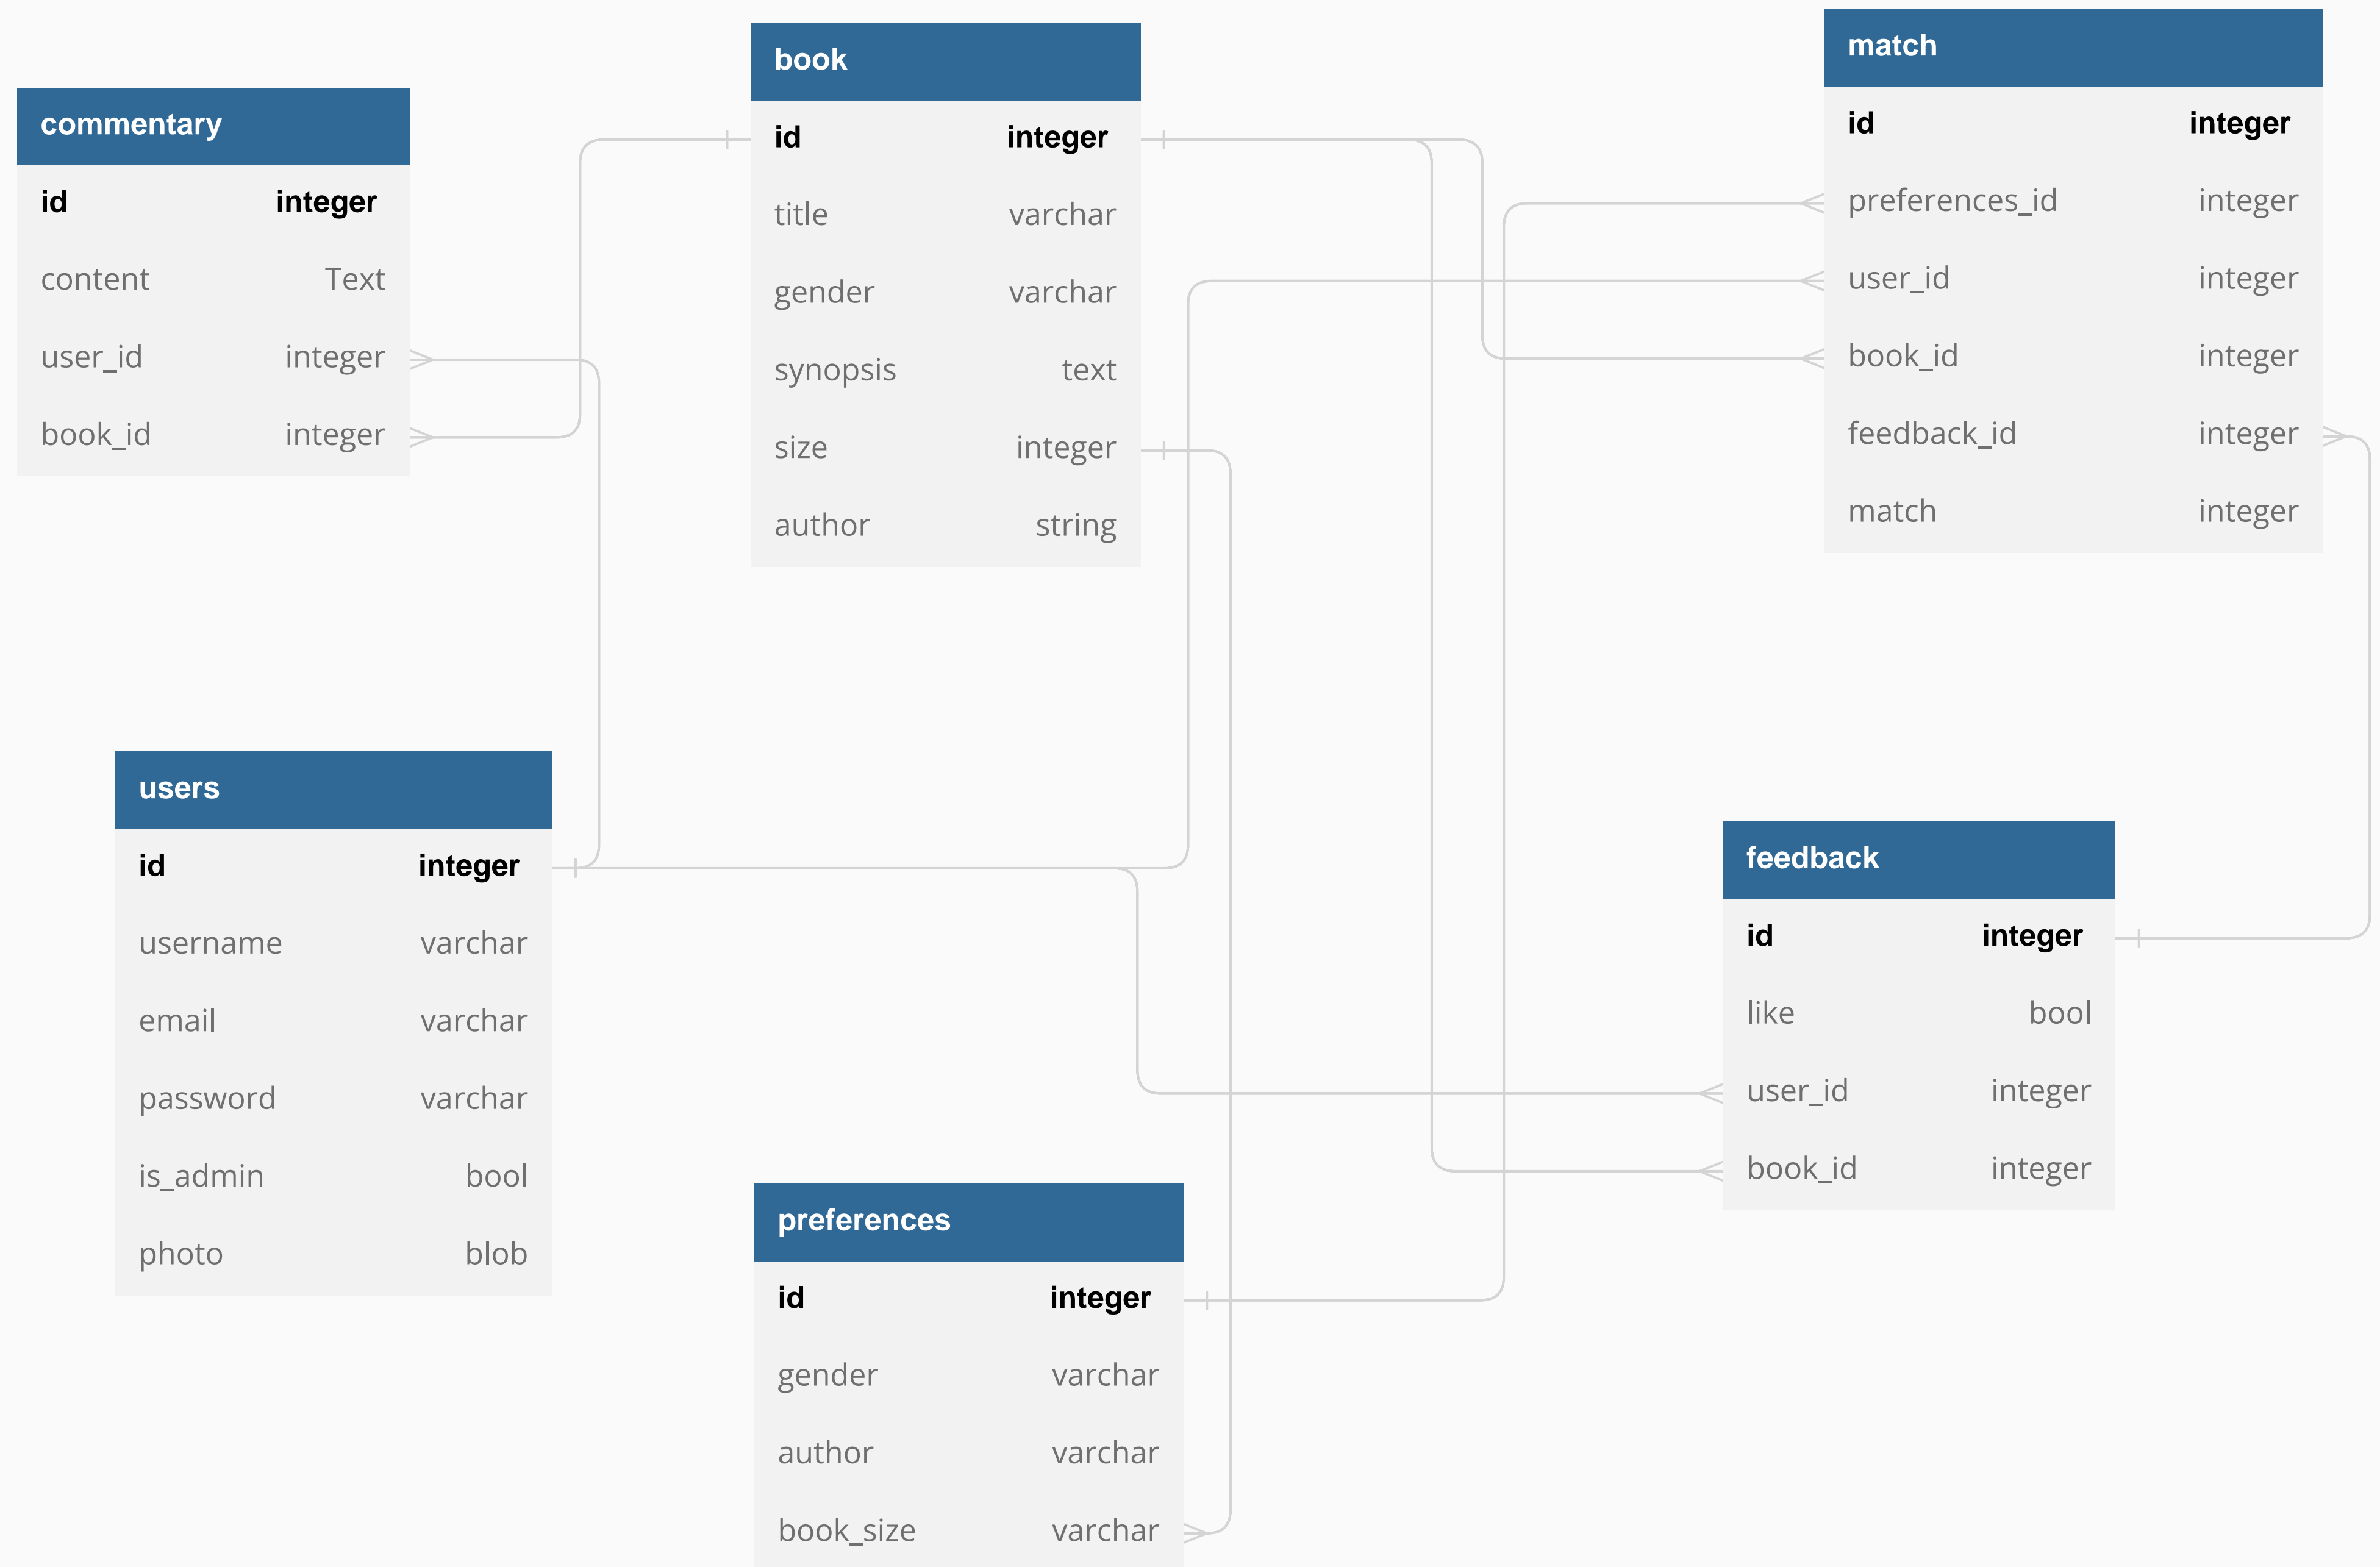 commentary
id integer
content Text
user_id integer
book_id integer
book
id integer
title varchar
gender varchar
synopsis text
size integer
author string
match
id integer
preferences_id integer
user_id integer
book_id integer
feedback_id integer
match integer
users
id integer
username varchar
email varchar
password varchar
is_admin bool
photo blob
feedback
id integer
like bool
user_id integer
book_id integer
preferences
id integer
gender varchar
author varchar
book_size varchar